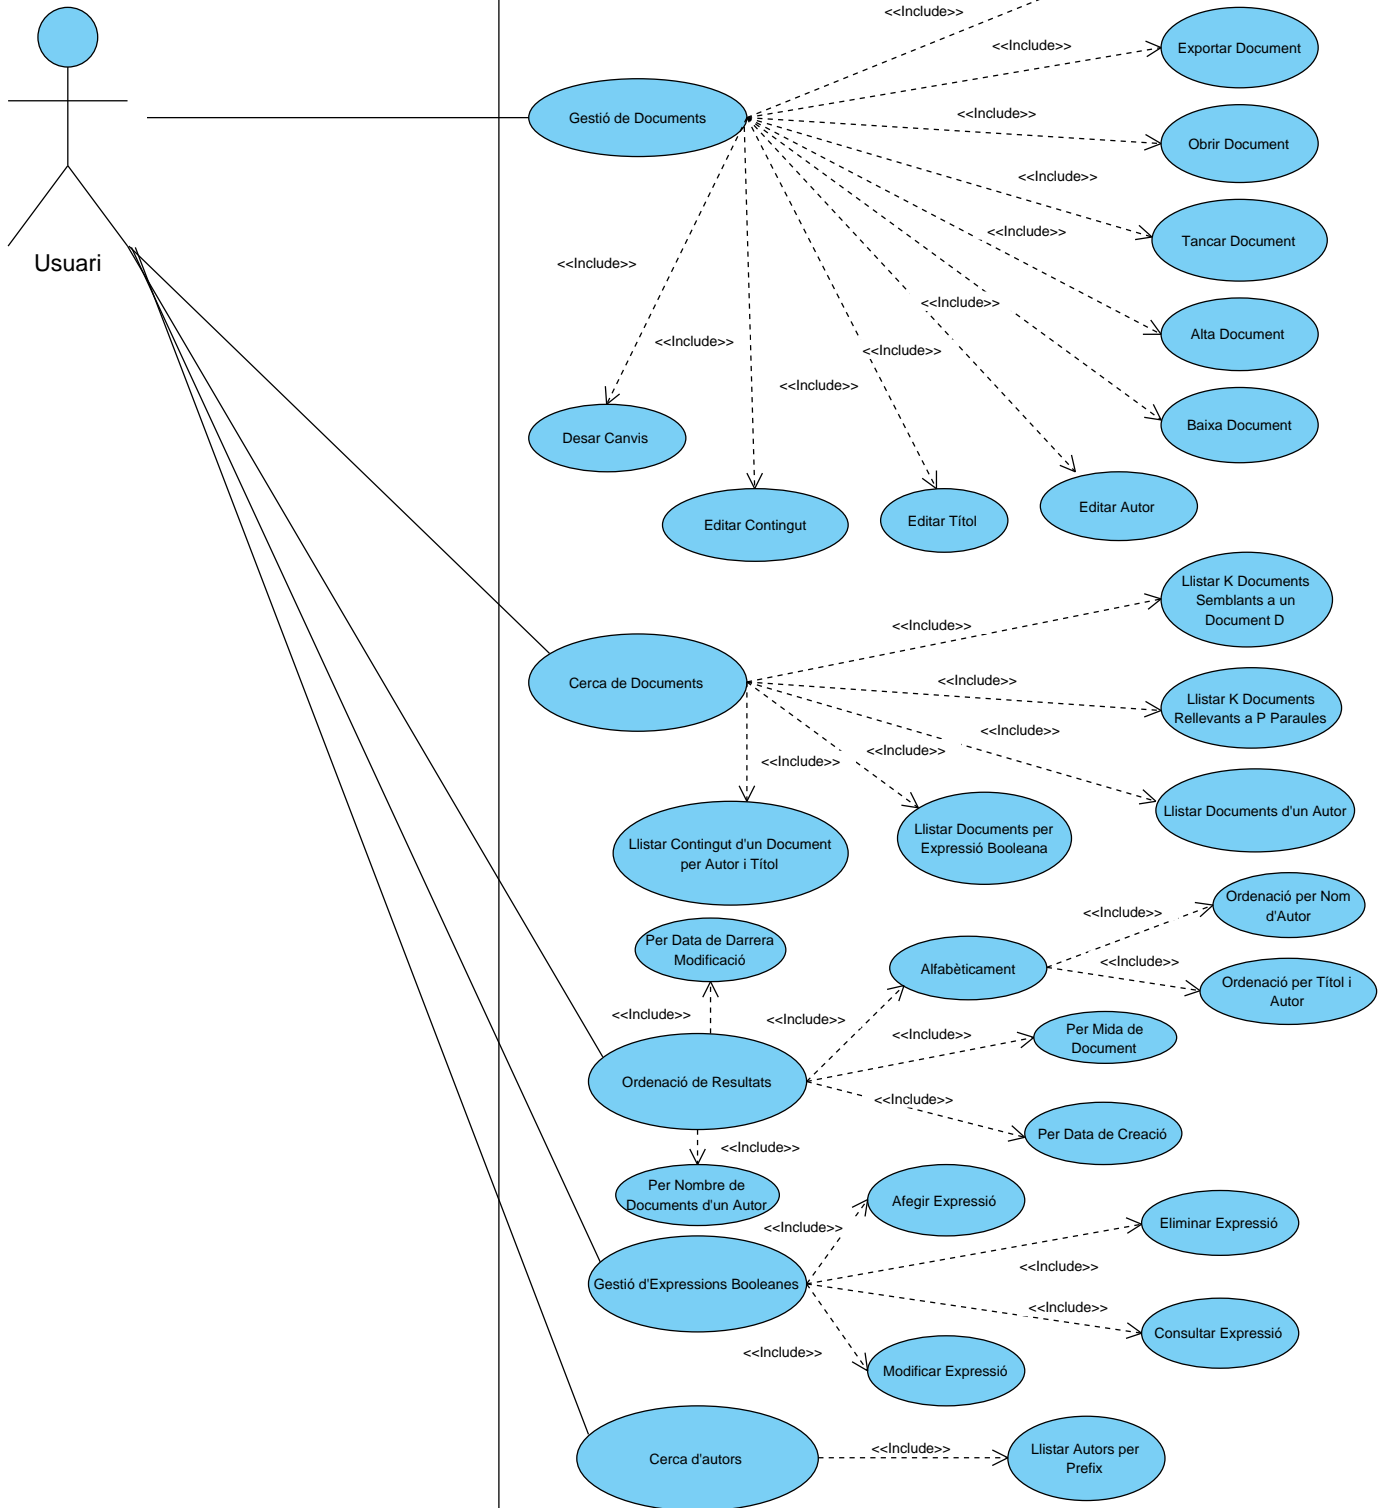 <<Include>>
<<Include>>
Exportar Document
Gestió de Documents
<<Include>>
Obrir Document
<<Include>>
<<Include>>
Tancar Document
Usuari
<<Include>>
<<Include>>
Alta Document
<<Include>>
<<Include>>
<<Include>>
Baixa Document
Desar Canvis
Editar Autor
Editar Contingut
Editar Títol
Llistar K Documents
Semblants a un
Document D
<<Include>>
Cerca de Documents
<<Include>>
Llistar K Documents
Rellevants a P Paraules
<<Include>>
<<Include>>
<<Include>>
Llistar Documents d'un Autor
Llistar Contingut d'un Document
per Autor i Títol
Llistar Documents per
Expressió Booleana
Ordenació per Nom
d'Autor
<<Include>>
Per Data de Darrera
Modificació
Alfabèticament
<<Include>>
Ordenació per Títol i
Autor
<<Include>>
<<Include>>
<<Include>>
Per Mida de
Document
Ordenació de Resultats
<<Include>>
Per Data de Creació
<<Include>>
Per Nombre de
Documents d'un Autor
Afegir Expressió
<<Include>>
Eliminar Expressió
<<Include>>
Gestió d'Expressions Booleanes
<<Include>>
Consultar Expressió
<<Include>>
Modificar Expressió
Cerca d'autors
<<Include>>
Llistar Autors per
Prefix